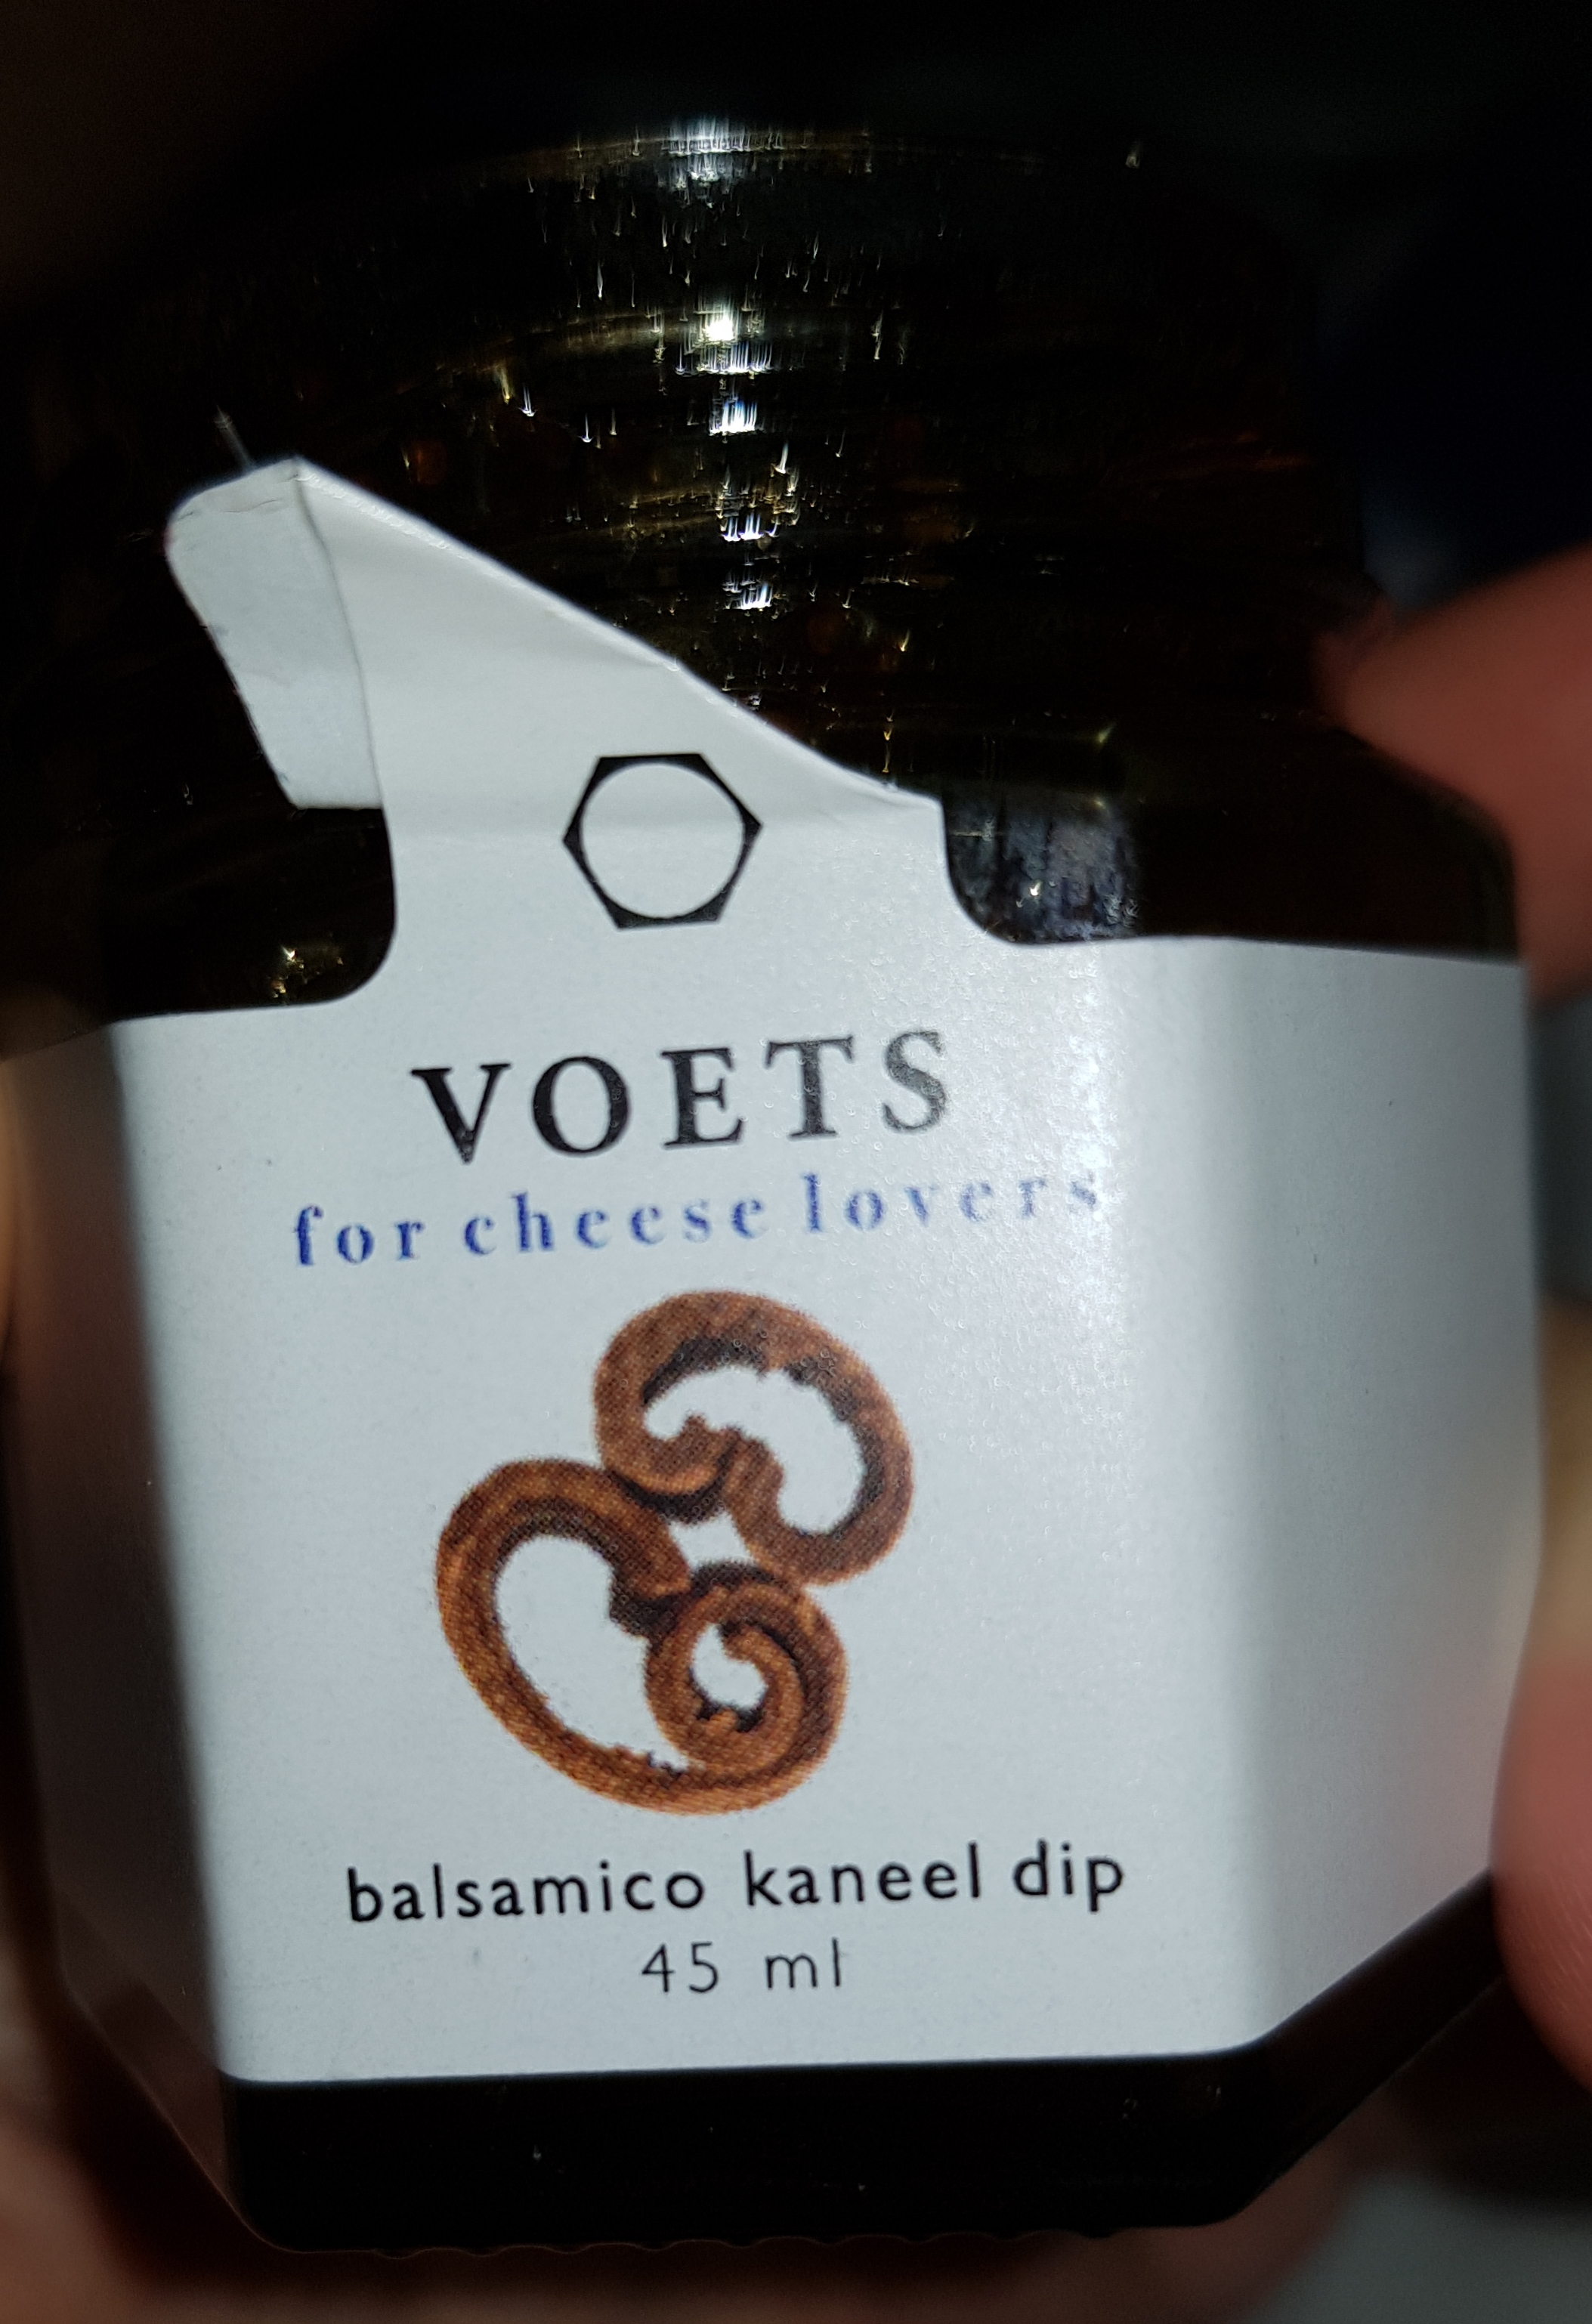 VOETS
for cheese lovers
balsamico kaneel dip
45 ml